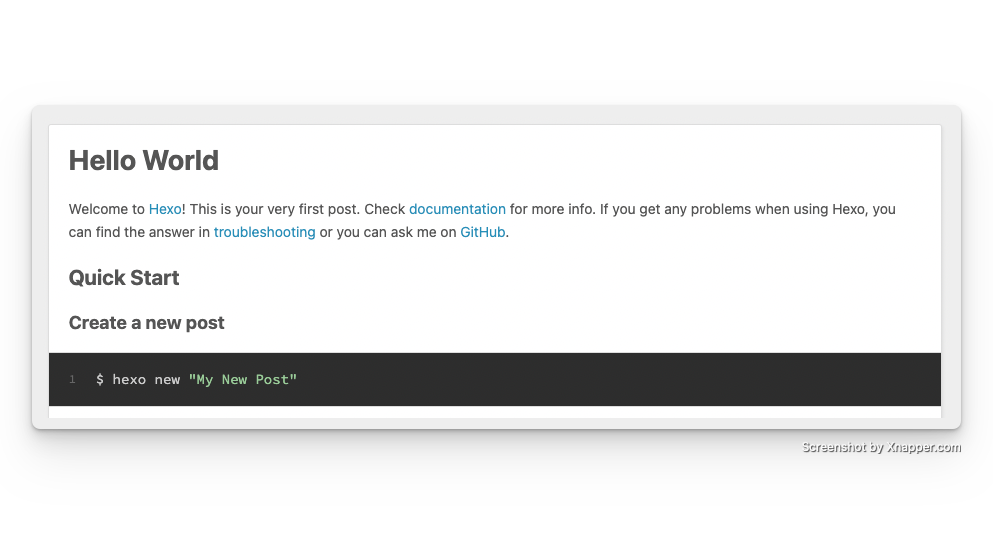 Hello World
Welcome to Hexo! This is your very first post. Check documentation for more info. If you get any problems when using Hexo, you
can find the answer in troubleshooting or you can ask me on GitHub.
Quick Start
Create a new post
1 $ hexo new "My New Post"
Screenshot by Xnapper.com